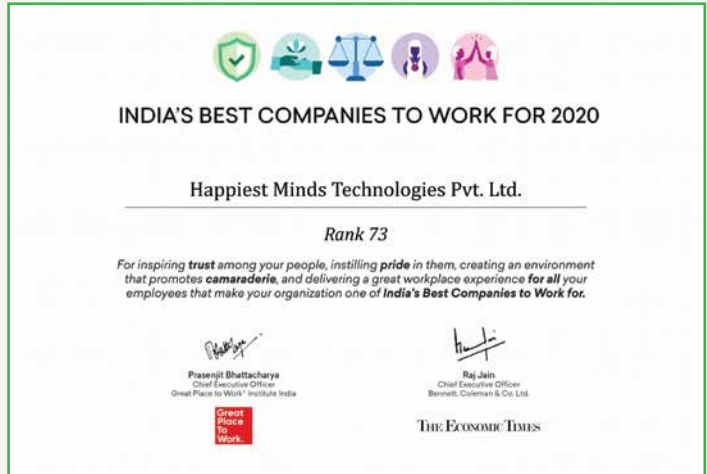 INDIA'S BEST COMPANIES TO WORK FOR 2020
Happiest Minds Technologies Pvt. Ltd.
Rank 73
For inspiring trust among your people, instilling pride in them, creating an environment
that promotes camaraderie, and delivering a great workplace experience for all your
employees that make your organization one of India's Best Companies to Work for.
Prasenjit Bhattacharya
Chief Executive Officer
Great Place to Work® Institute India
Great
Place
To
Work.
Raj Jain
Chief Executive Officer
Bennett, Coleman & Co. Ltd.
THE ECONOMIC TIMES